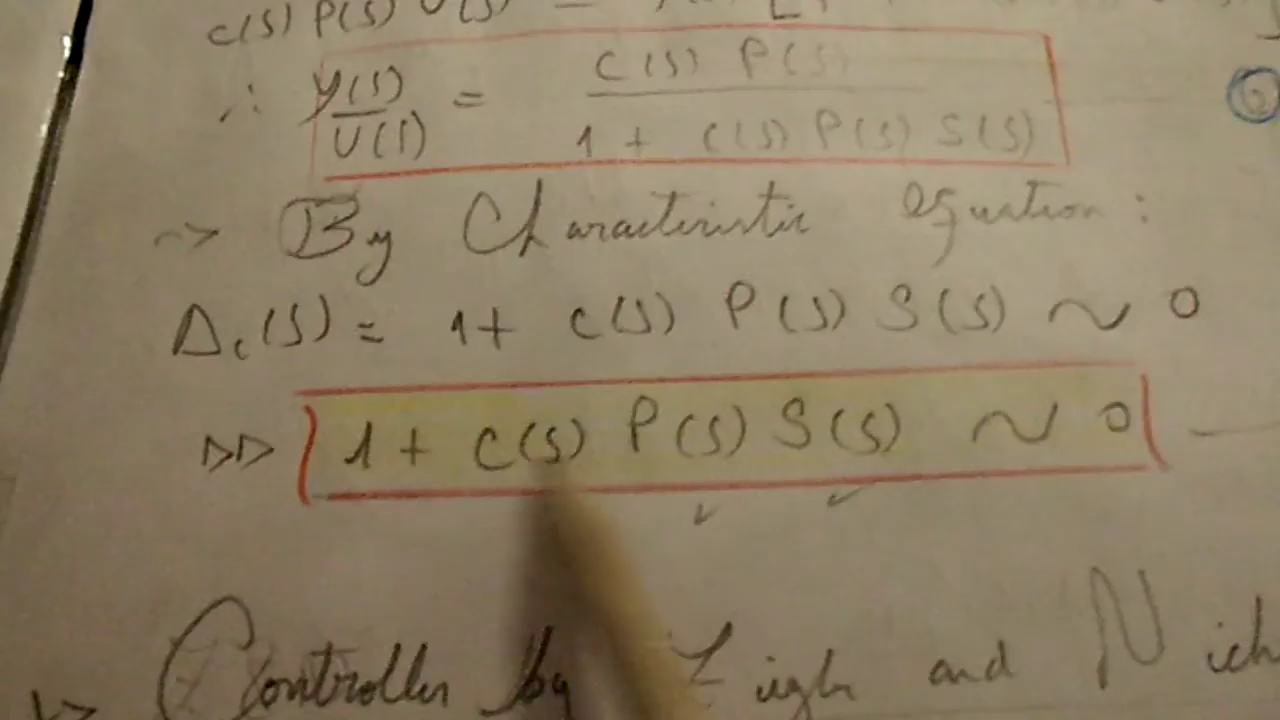 C(S) P(S) U(S) =
∴ Y(S)/U(S) = C(S) P(S) / 1 + C(S) P(S) S(S)
~> By Characteristic equation:
Δc(S) = 1+ C(S) P(S) S(S) ~ 0
▷▷ 1 + C(S) P(S) S(S) ~ 0
Controller by and Nich